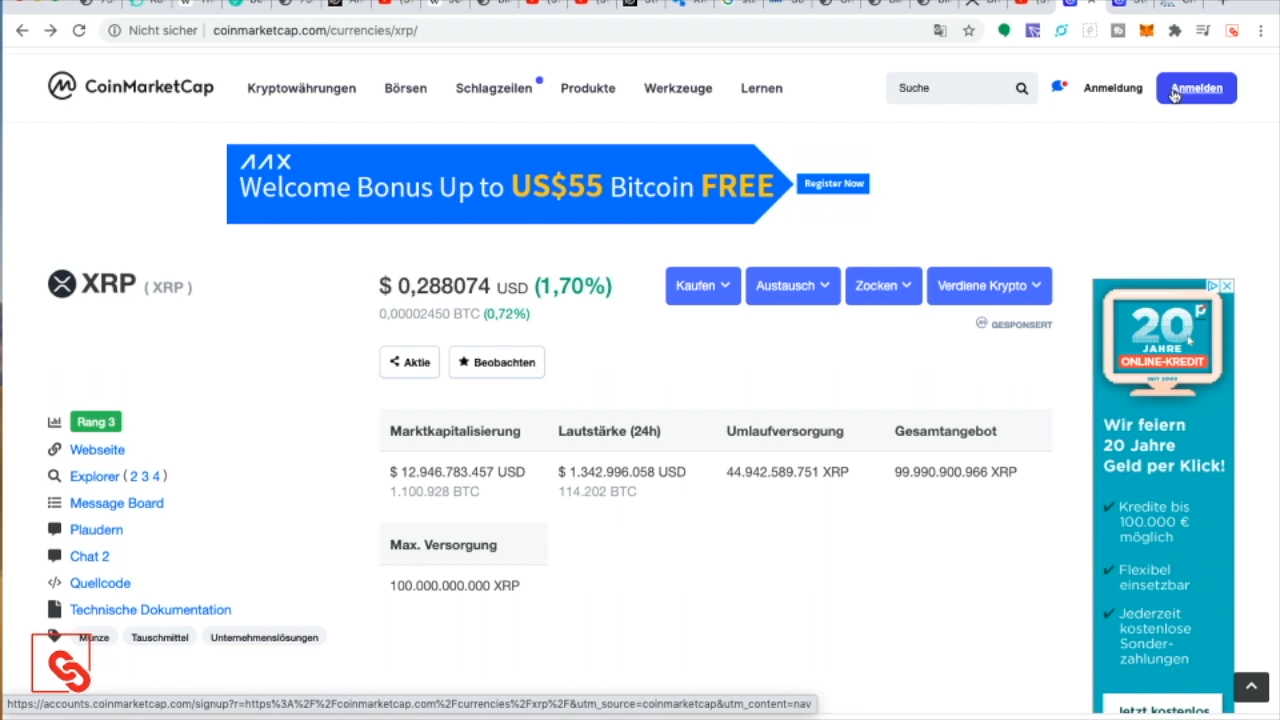 Nicht sicher | coinmarketcap.com/currencies/xrp/
CoinMarketCap
Kryptowährungen
Börsen
Schlagzeilen
Produkte
Werkzeuge
Lernen
Suche
Anmeldung
Anmelden
AAX
Welcome Bonus Up to US$55 Bitcoin FREE
Register Now
XRP ( XRP )
$ 0,288074 USD (1,70%)
0,00002450 BTC (0,72%)
Kaufen
Austausch
Zocken
Verdiene Krypto
GESPONSERT
Aktie
Beobachten
Rang 3
Webseite
Explorer ( 2 3 4 )
Message Board
Plaudern
Chat 2
Quellcode
Technische Dokumentation
Münze
Tauschmittel
Unternehmenslösungen
Marktkapitalisierung
$ 12.946.783.457 USD
1.100.928 BTC
Lautstärke (24h)
$ 1.342.996.058 USD
114.202 BTC
Umlaufversorgung
44.942.589.751 XRP
Gesamtangebot
99.990.900.966 XRP
Max. Versorgung
100.000.000.000 XRP
20
JAHRE
ONLINE-KREDIT
SEIT 2000
Wir feiern
20 Jahre
Geld per Klick!
Kredite bis
100.000 €
möglich
Flexibel
einsetzbar
Jederzeit
kostenlose
Sonder-
zahlungen
Jetzt kostenlos
https://accounts.coinmarketcap.com/signup?r=https%3A%2F%2Fcoinmarketcap.com%2Fcurrencies%2Fxrp%2F&utm_source=coinmarketcap&utm_content=nav